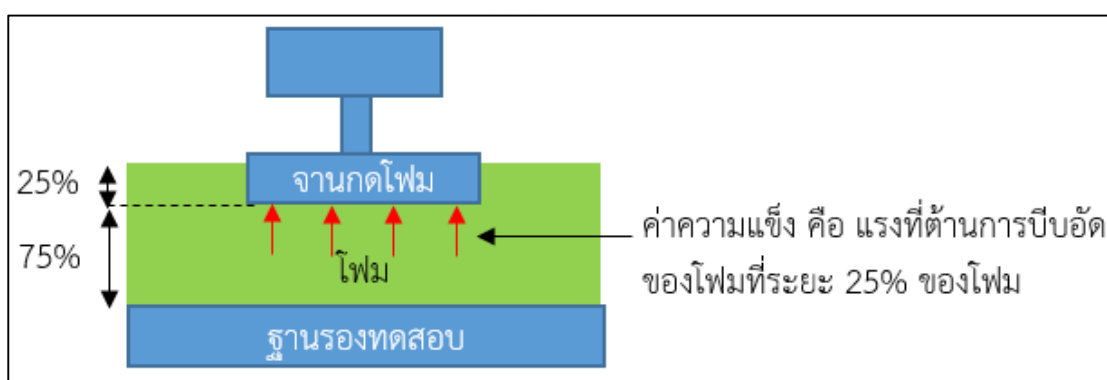 25%
จานกดโฟม
75%
โฟม
ค่าความแข็ง คือ แรงที่ต้านการบีบอัด
ของโฟมที่ระยะ 25% ของโฟม
ฐานรองทดสอบ